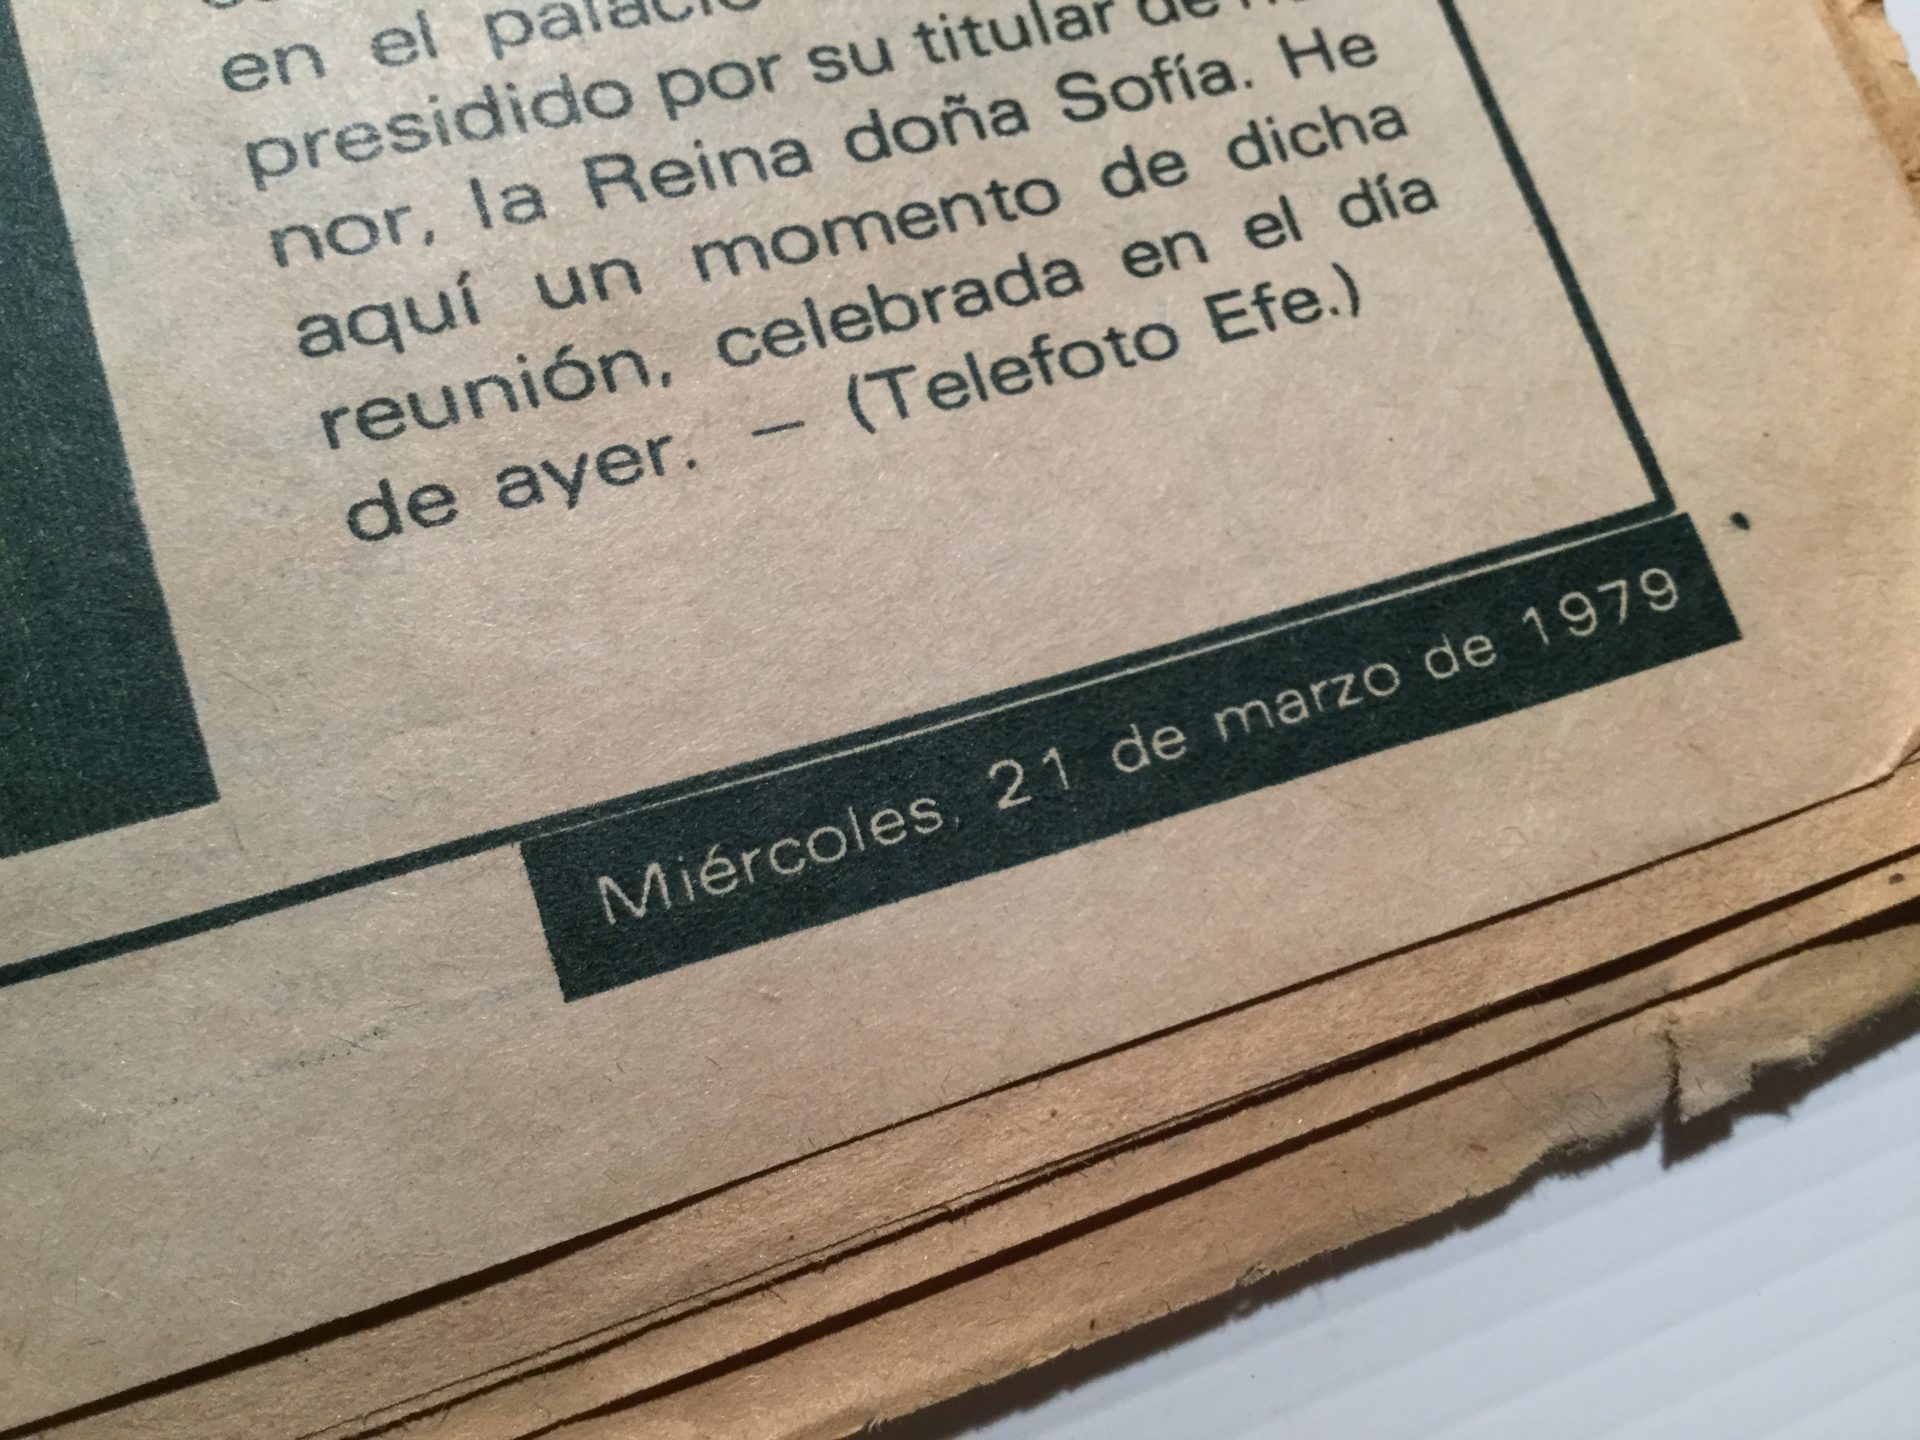 en el palacio
presidido por su titular de
nor, la Reina doña Sofía. He
aquí un momento de dicha
reunión, celebrada en el día
de ayer. — (Telefoto Efe.)
Miércoles, 21 de marzo de 1979